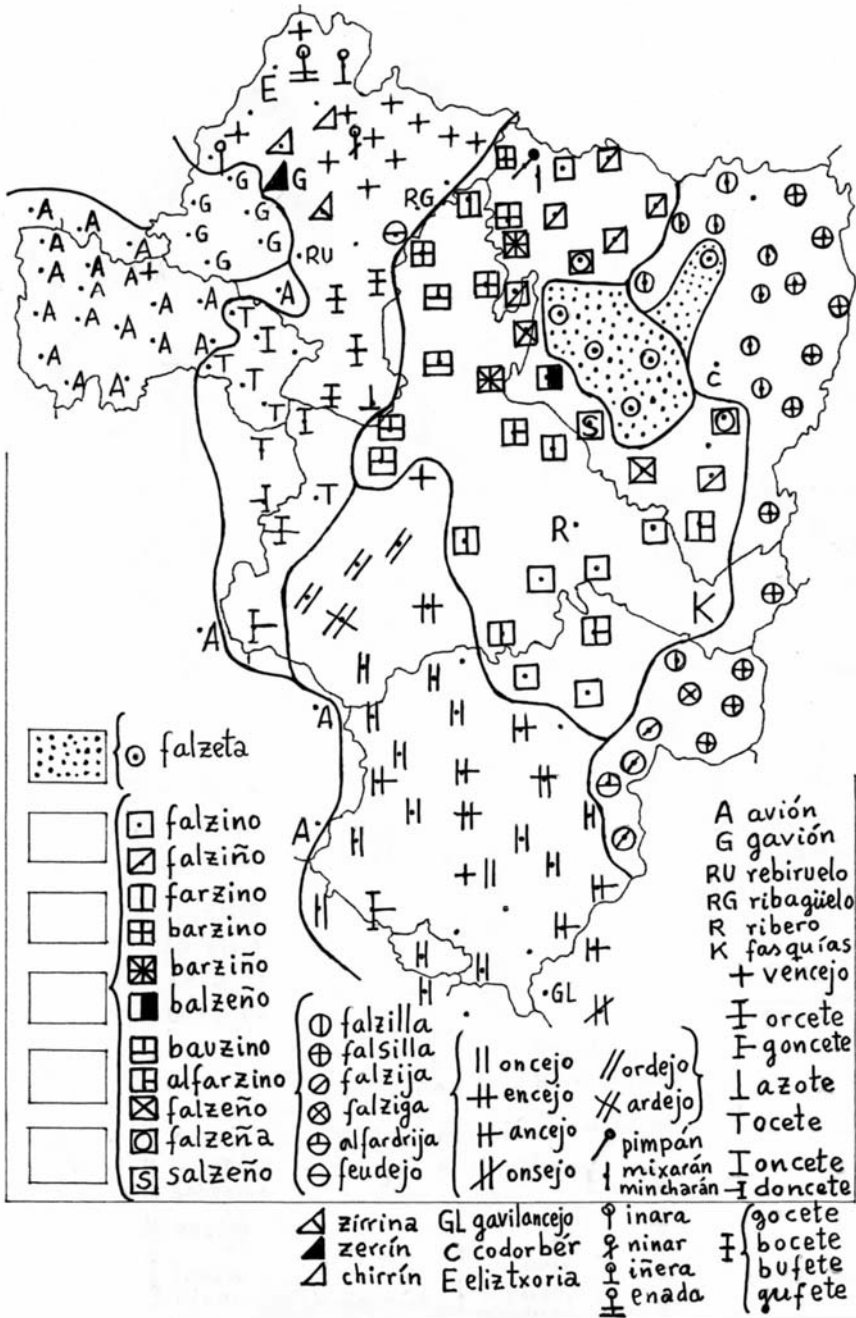 E
G G
G RG
A G G
A A A G G RU
A A A
A A A A A A T
A A A A T
A A A T C
A A T
S
T
T
R
K
A
A
A
GL
falzeta
falzino
falziño
farzino
barzino
barziño
balzeño
bauzino
alfarzino
falzeño
falzeña
S salzeño
falzilla
falsilla
falzija
falziga
alfardrija
feudejo
oncejo
encejo
ancejo
onsejo
ordejo
ardejo
pimpán
mixarán
mincharán
A avión
G gavión
RU rebiruelo
RG ribagüelo
R ribero
K fasquías
vencejo
orcete
goncete
azote
ocete
oncete
doncete
zirrina
zerrín
chirrín
GL gavilancejo
C codorbér
E eliztxoria
inara
ninar
iñera
enada
gocete
bocete
bufete
gufete